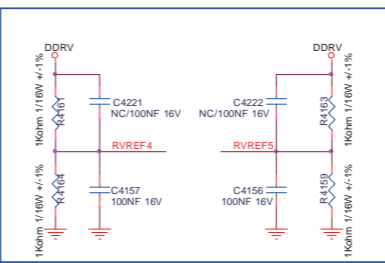 DDRV
DDRV
1Kohm 1/16W +/-1%
R4161
C4221
NC/100NF 16V
C4222
NC/100NF 16V
R4163
1Kohm 1/16W +/-1%
RVREF4
RVREF5
1Kohm 1/16W +/-1%
R4164
C4157
100NF 16V
C4156
100NF 16V
R4159
1Kohm 1/16W +/-1%